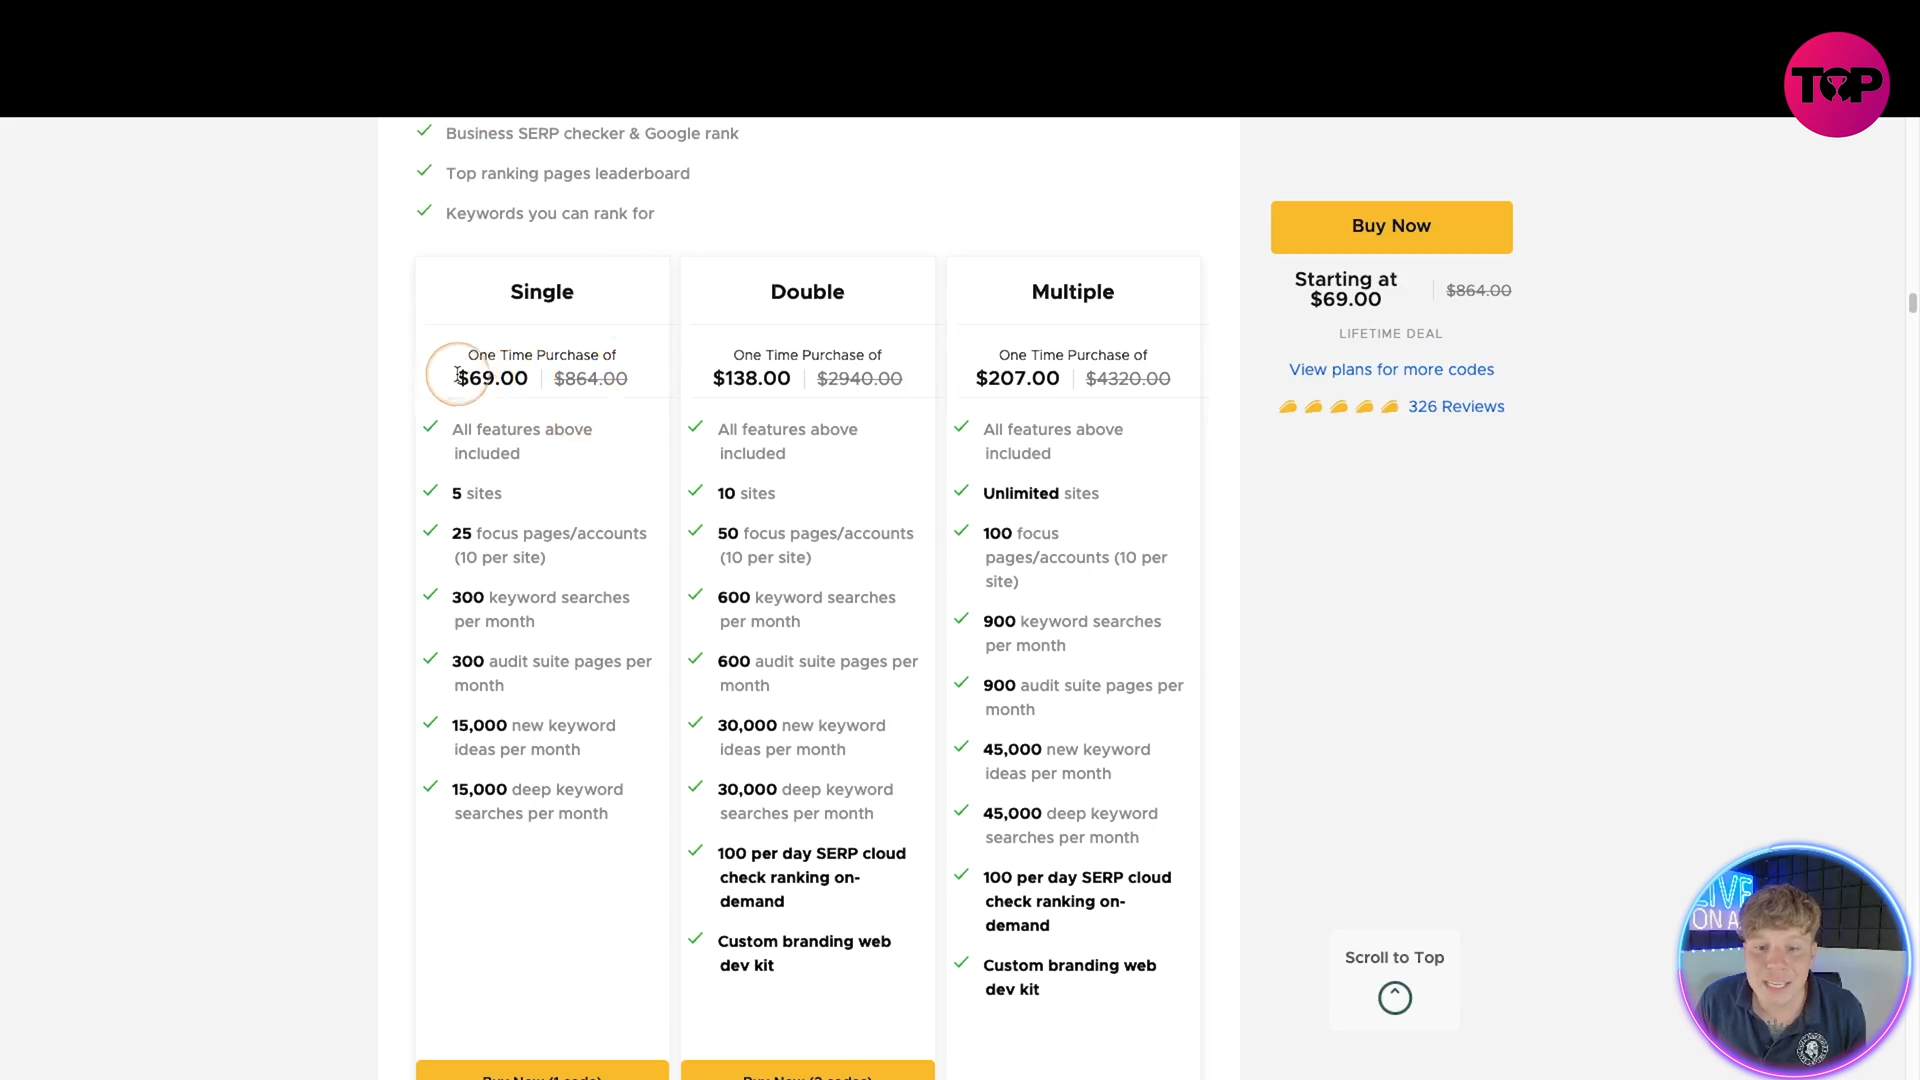 TOP
Business SERP checker & Google rank
Top ranking pages leaderboard
Keywords you can rank for
Buy Now
Starting at
$69.00
$864.00
LIFETIME DEAL
View plans for more codes
326 Reviews
Single
One Time Purchase of
$69.00 $864.00
All features above
included
5 sites
25 focus pages/accounts
(10 per site)
300 keyword searches
per month
300 audit suite pages per
month
15,000 new keyword
ideas per month
15,000 deep keyword
searches per month
Double
One Time Purchase of
$138.00 $2940.00
All features above
included
10 sites
50 focus pages/accounts
(10 per site)
600 keyword searches
per month
600 audit suite pages per
month
30,000 new keyword
ideas per month
30,000 deep keyword
searches per month
100 per day SERP cloud
check ranking on-
demand
Custom branding web
dev kit
Multiple
One Time Purchase of
$207.00 $4320.00
All features above
included
Unlimited sites
100 focus
pages/accounts (10 per
site)
900 keyword searches
per month
900 audit suite pages per
month
45,000 new keyword
ideas per month
45,000 deep keyword
searches per month
100 per day SERP cloud
check ranking on-
demand
Custom branding web
dev kit
Buy Now (1 code)
Buy Now (2 codes)
Scroll to Top
LIVE
ON A